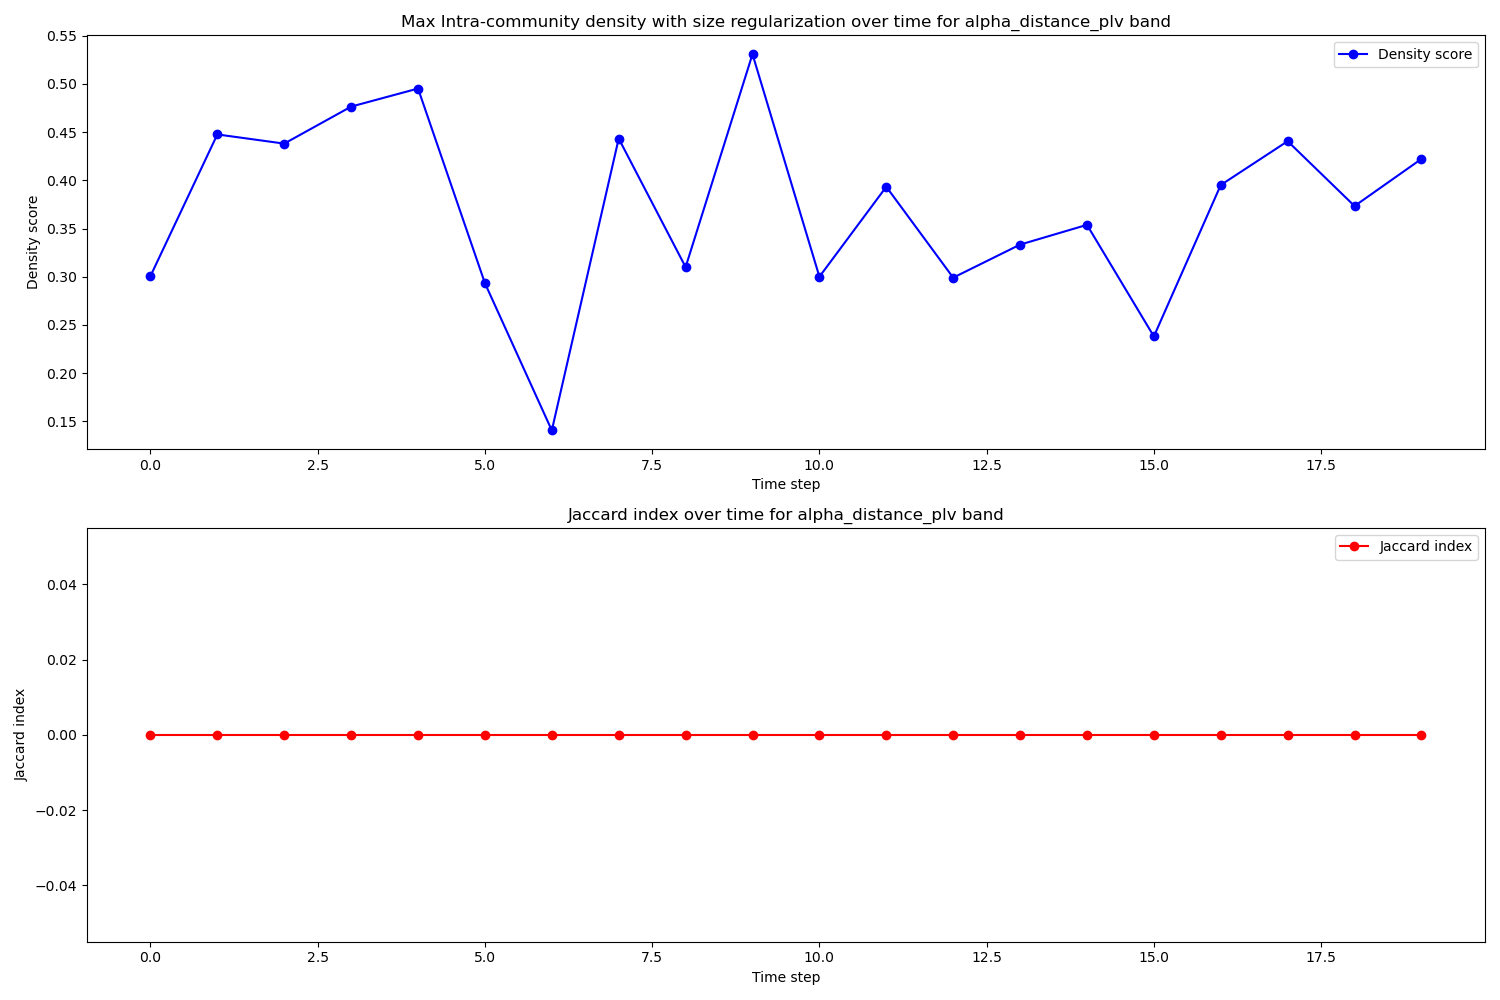 Max Intra-community density with size regularization over time for alpha_distance_plv band
Density score
0.55
0.50
0.45
0.40
0.35
0.30
0.25
0.20
0.15
Density score
0.0 2.5 5.0 7.5 10.0 12.5 15.0 17.5
Time step
Jaccard index over time for alpha_distance_plv band
Jaccard index
0.04
0.02
0.00
−0.02
−0.04
Jaccard index
0.0 2.5 5.0 7.5 10.0 12.5 15.0 17.5
Time step